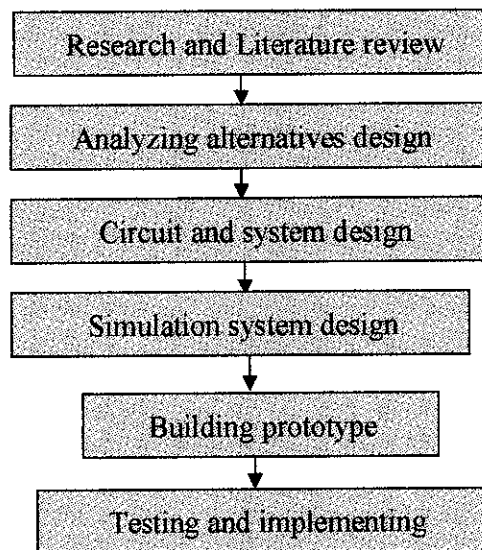 Research and Literature review
Analyzing alternatives design
Circuit and system design
Simulation system design
Building prototype
Testing and implementing